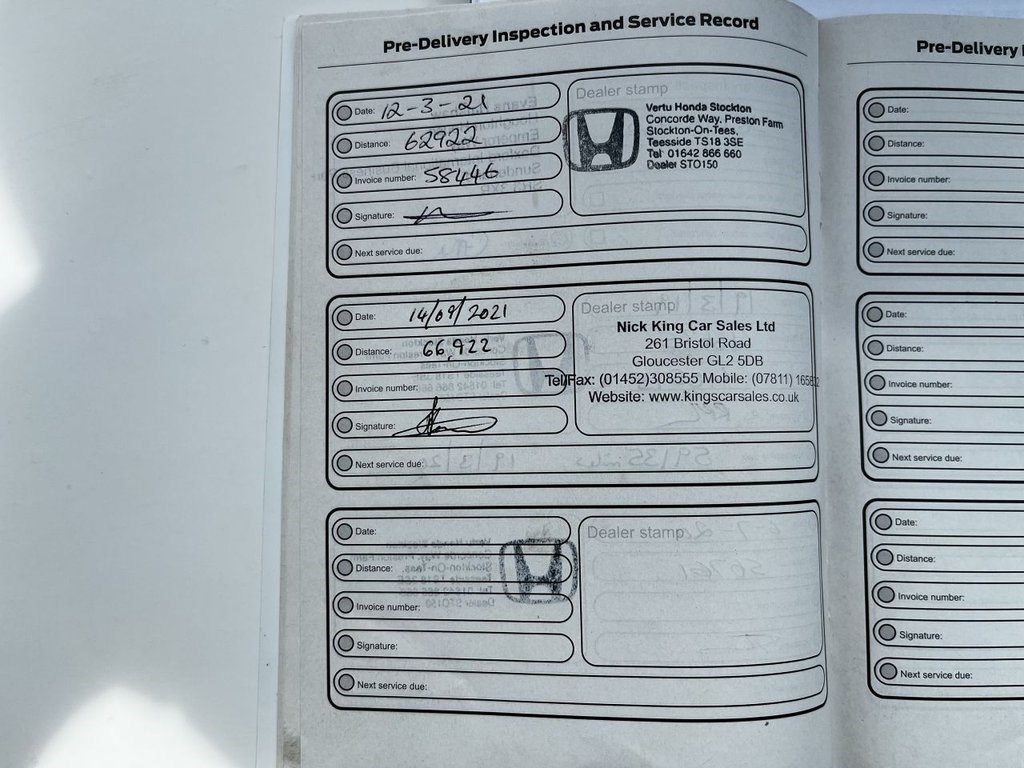 Pre-Delivery Inspection and Service Record
Date: 12-3-21
Distance: 62922
Invoice number: 58446
Signature:
Next service due:
Dealer stamp
Vertu Honda Stockton
Concorde Way, Preston Farm
Stockton-On-Tees,
Teesside TS18 3SE
Tel: 01642 866 660
Dealer STO150
Date: 14/09/2021
Distance: 66,922
Invoice number:
Signature:
Next service due:
Dealer stamp
Nick King Car Sales Ltd
261 Bristol Road
Gloucester GL2 5DB
Tel/Fax: (01452)308555 Mobile: (07811)
Website: www.kingscarsales.co.uk
Date:
Distance:
Invoice number:
Signature:
Next service due:
Dealer stamp
Pre-Delivery
Date:
Distance:
Invoice number:
Signature:
Next service due:
Date:
Distance:
Invoice number:
Signature:
Next service due:
Date:
Distance:
Invoice number:
Signature:
Next service due: